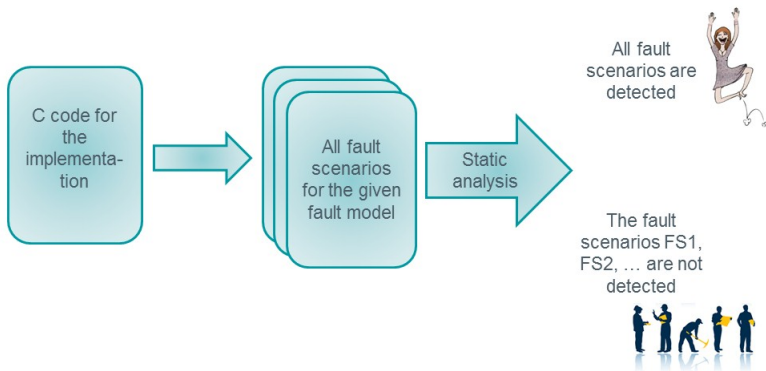 C code for
the
implementa-
tion
All fault
scenarios
for the given
fault model
Static
analysis
All fault
scenarios are
detected
The fault
scenarios FS1,
FS2, … are not
detected